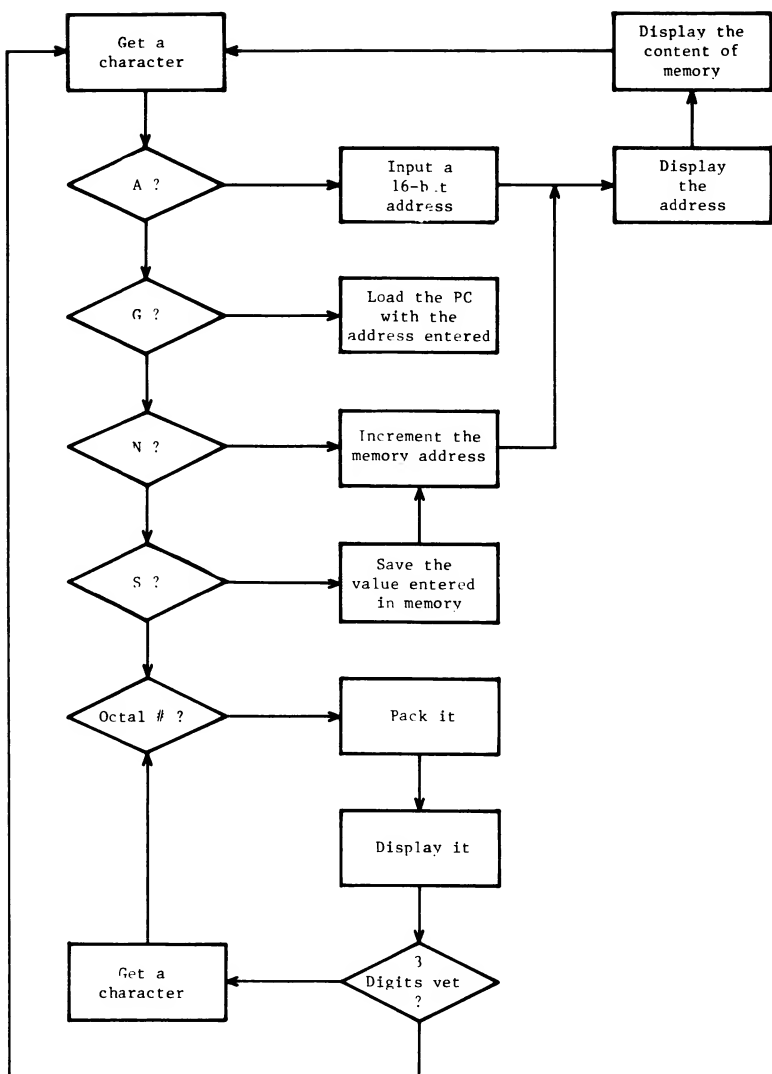 Get a
character
Display the
content of
memory
A ?
Input a
16-b.t
address
Display
the
address
G ?
Load the PC
with the
address entered
N ?
Increment the
memory address
S ?
Save the
value entered
in memory
Octal # ?
Pack it
Display it
Get a
character
3
Digits yet
?